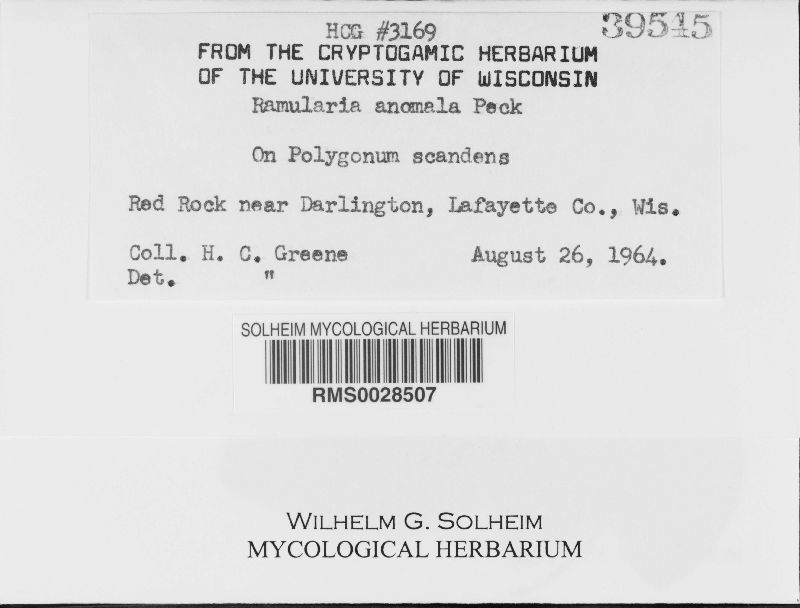 HCG #3169
39545
FROM THE CRYPTOGAMIC HERBARIUM
OF THE UNIVERSITY OF WISCONSIN
Ramularia anomala Peck
On Polygonum scandens
Red Rock near Darlington, Lafayette Co., Wis.
Coll. H. C. Greene August 26, 1964.
Det. "
SOLHEIM MYCOLOGICAL HERBARIUM
RMS0028507
WILHELM G. SOLHEIM
MYCOLOGICAL HERBARIUM